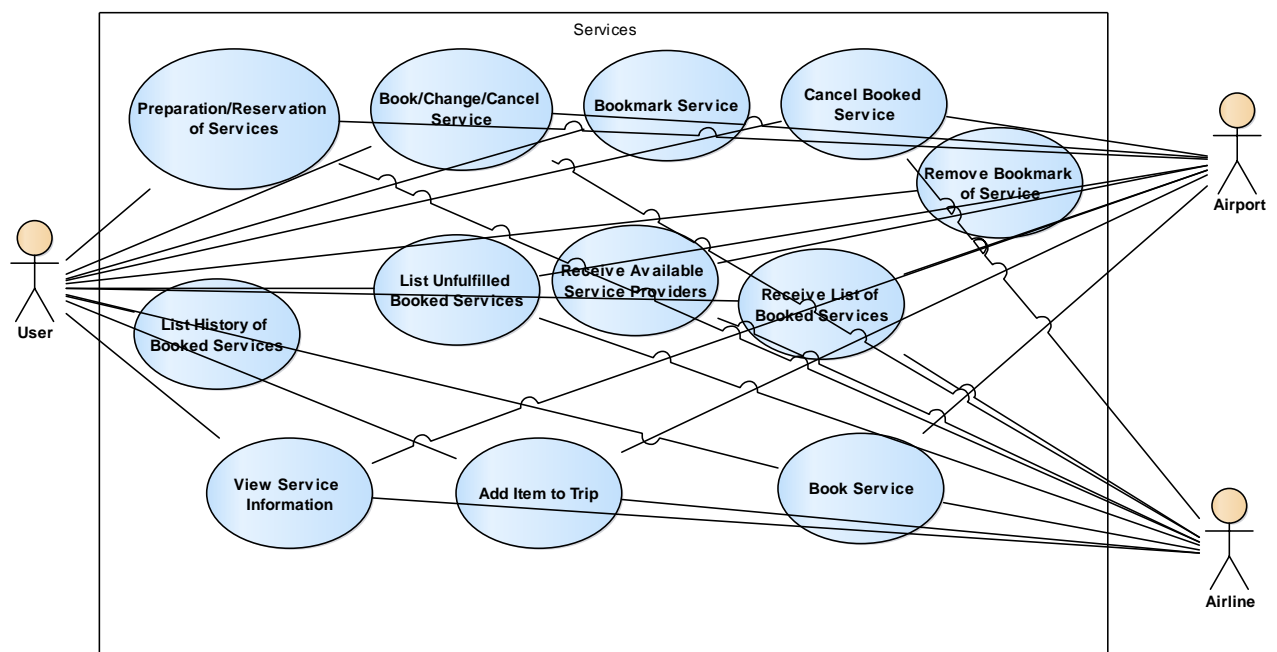 Services
Preparation/Reservation
of Services
Book/Change/Cancel
Service
Bookmark Service
Cancel Booked
Service
Remove Bookmark
of Service
Airport
User
List Unfulfilled
Booked Services
Receive Available
Service Providers
Receive List of
Booked Services
List History of
Booked Services
View Service
Information
Add Item to Trip
Book Service
Airline